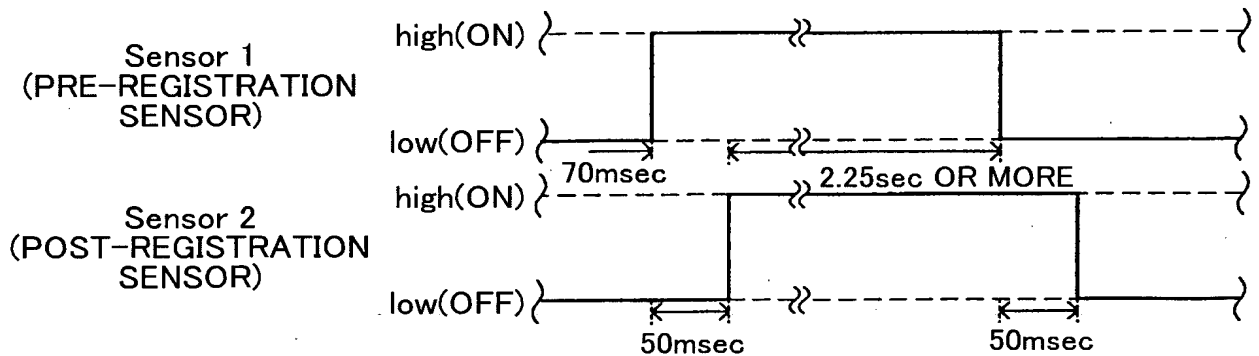 Sensor 1
(PRE-REGISTRATION
SENSOR)
high(ON)
low(OFF)
70msec
2.25sec OR MORE
Sensor 2
(POST-REGISTRATION
SENSOR)
high(ON)
low(OFF)
50msec
50msec